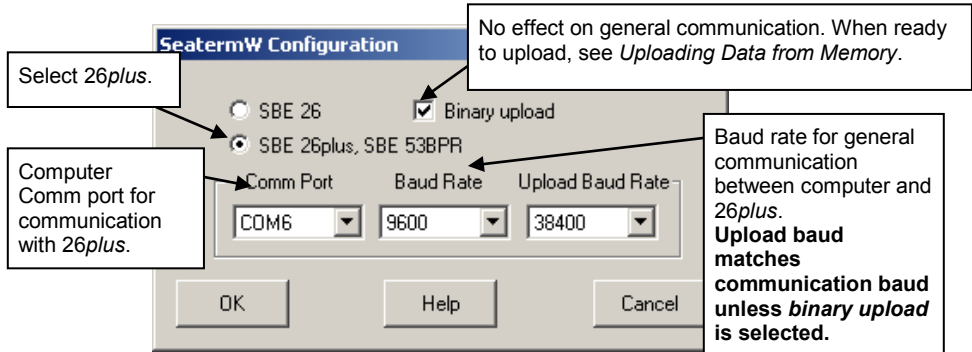 No effect on general communication. When ready
to upload, see Uploading Data from Memory.
SeatermW Configuration
Select 26plus.
SBE 26
Binary upload
SBE 26plus, SBE 53BPR
Computer
Comm port for
communication
with 26plus.
Comm Port
Baud Rate
Upload Baud Rate
COM6
9600
38400
Baud rate for general
communication
between computer and
26plus.
Upload baud
matches
communication baud
unless binary upload
is selected.
OK
Help
Cancel